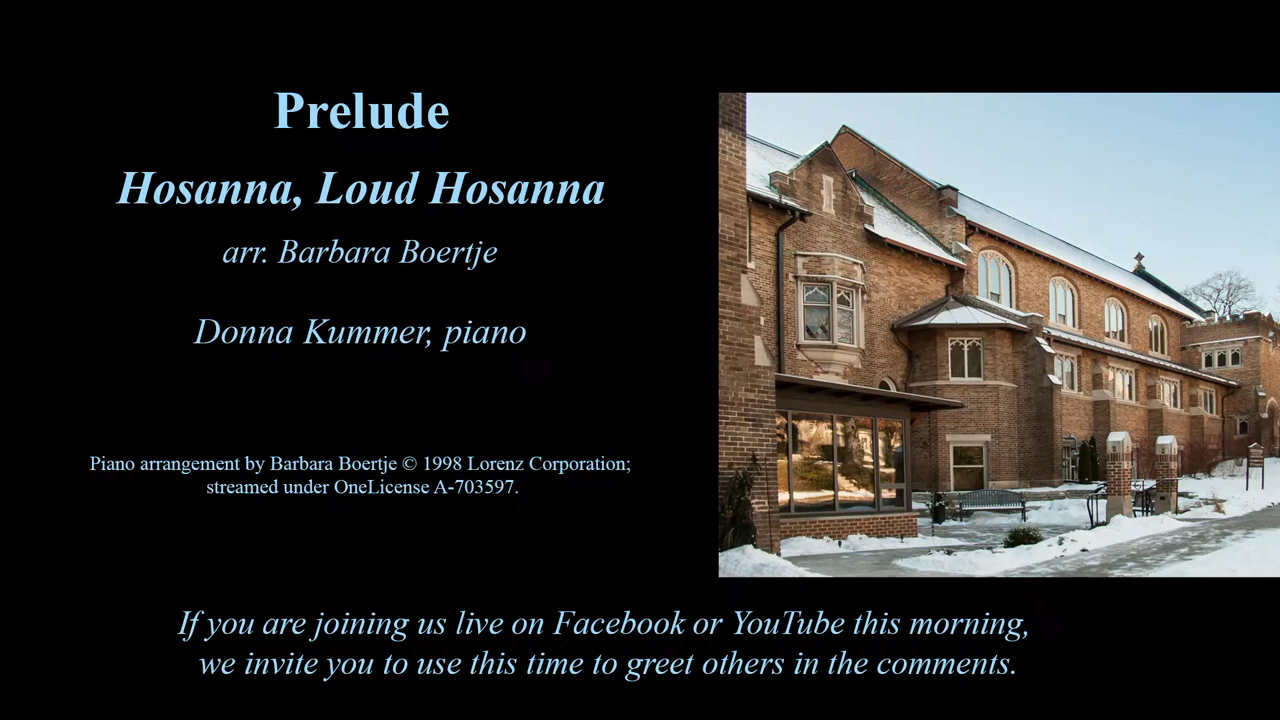 Prelude
Hosanna, Loud Hosanna
arr. Barbara Boertje
Donna Kummer, piano
Piano arrangement by Barbara Boertje © 1998 Lorenz Corporation;
streamed under OneLicense A-703597.
If you are joining us live on Facebook or YouTube this morning,
we invite you to use this time to greet others in the comments.